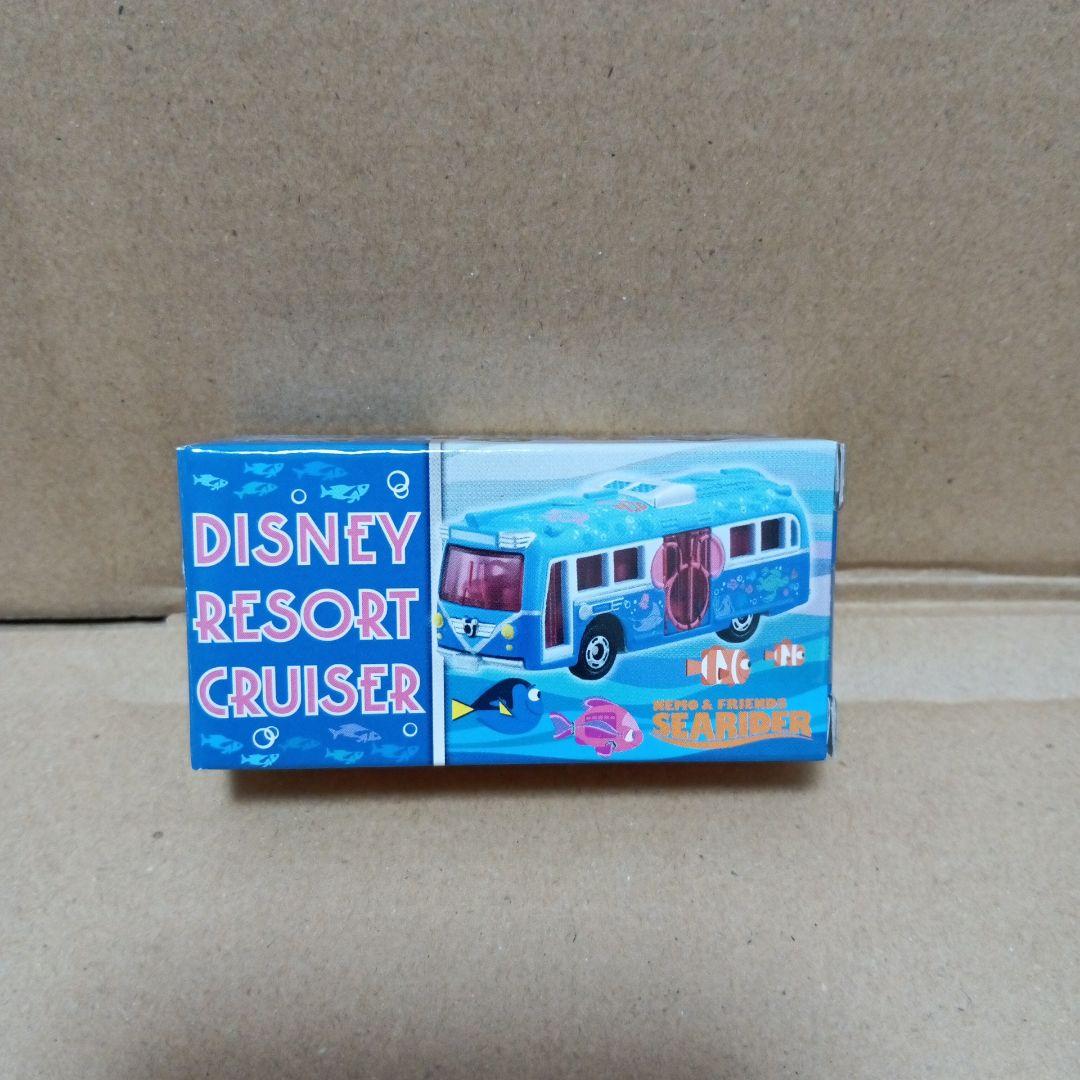 DISNEY
RESORT
CRUISER
NEMO & FRIENDS
SEARIDER